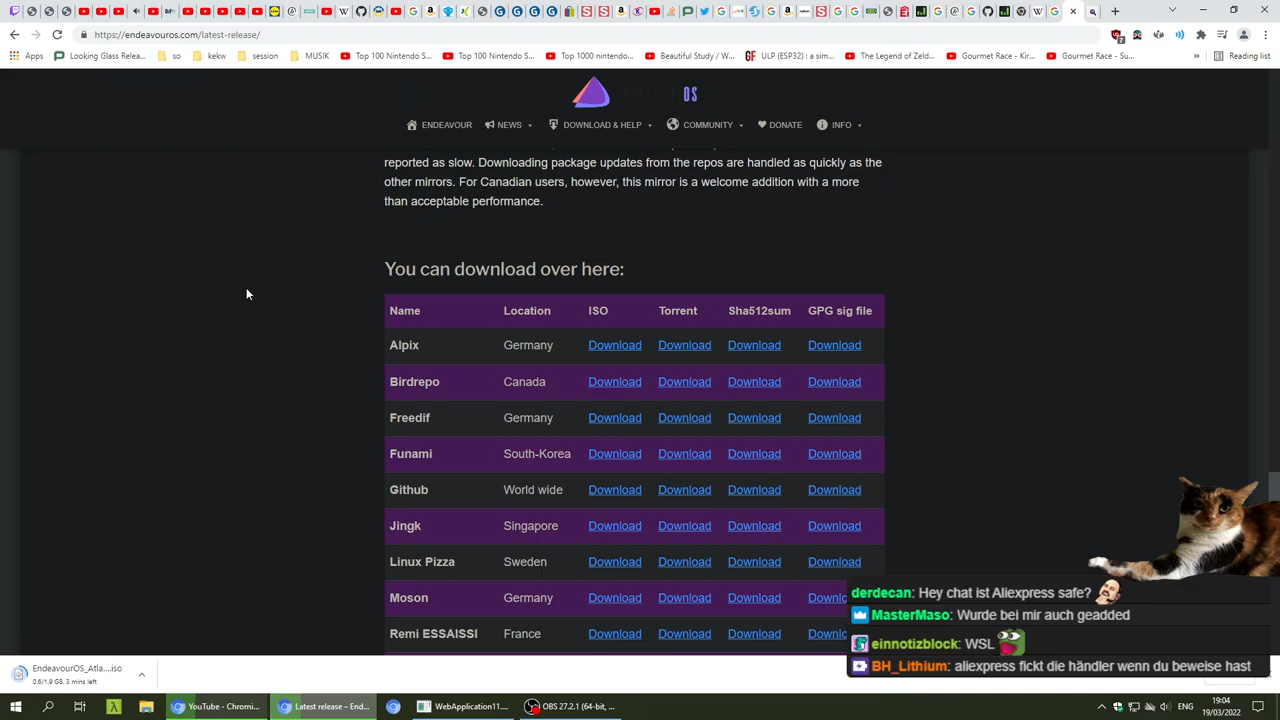 https://endeavouros.com/latest-release/
Apps
Looking Glass Relea...
so
kekw
session
MUSIK
Top 100 Nintendo S...
Top 100 Nintendo S...
Top 1000 nintendo...
Beautiful Study / W...
ULP (ESP32) : a sim...
The Legend of Zeld...
Gourmet Race - Kir...
Gourmet Race - Su...
»
Reading list
OS
ENDEAVOUR
NEWS
DOWNLOAD & HELP
COMMUNITY
DONATE
INFO
reported as slow. Downloading package updates from the repos are handled as quickly as the
other mirrors. For Canadian users, however, this mirror is a welcome addition with a more
than acceptable performance.
You can download over here:
Name Location ISO Torrent Sha512sum GPG sig file
Alpix Germany Download Download Download Download
Birdrepo Canada Download Download Download Download
Freedif Germany Download Download Download Download
Funami South-Korea Download Download Download Download
Github World wide Download Download Download Download
Jingk Singapore Download Download Download Download
Linux Pizza Sweden Download Download Download Download
Moson Germany Download Download Download
Remi ESSAISSI France Download Download Download
derdecan: Hey chat ist Aliexpress safe?
MasterMaso: Wurde bei mir auch geadded
einnotizblock: WSL
BH_Lithium: aliexpress fickt die händler wenn du beweise hast
EndeavourOS_Atla....iso
0.6/1.9 GB, 3 mins left
YouTube - Chromi...
Latest release – End...
WebApplication11...
OBS 27.2.1 (64-bit, ...
ENG
19:04
19/03/2022